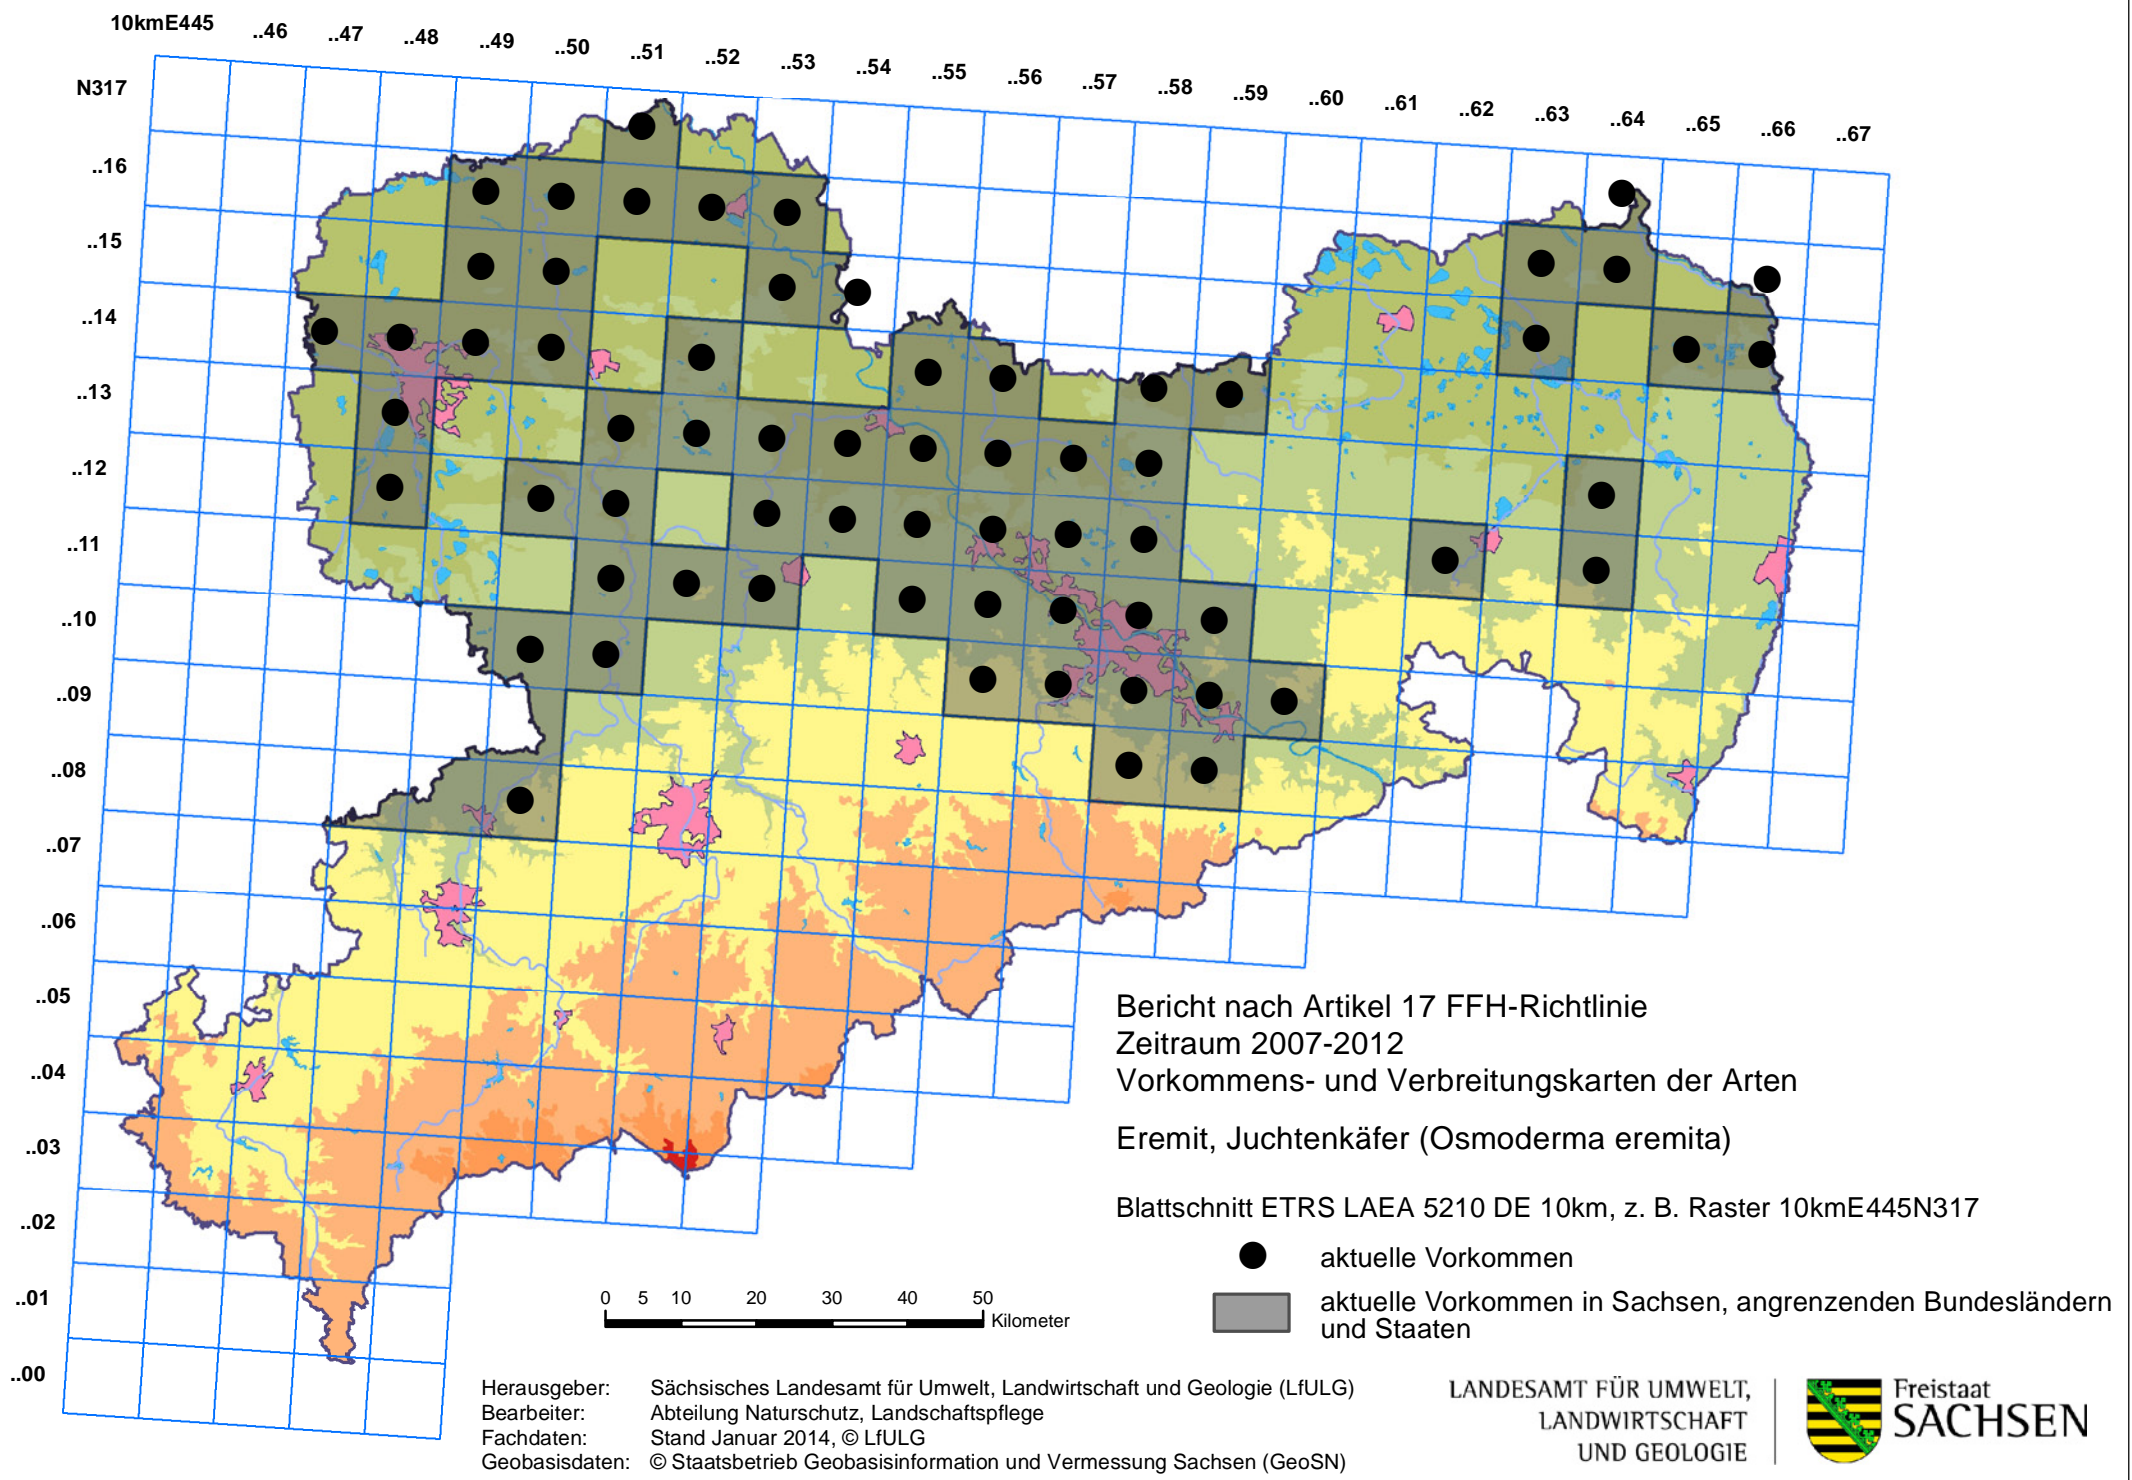 10kmE445 ..46 ..47 ..48 ..49 ..50 ..51 ..52 ..53 ..54 ..55 ..56 ..57 ..58 ..59 ..60 ..61 ..62 ..63 ..64 ..65 ..66 ..67
N317
..16
..15
..14
..13
..12
..11
..10
..09
..08
..07
..06
..05
..04
..03
..02
..01
..00
Bericht nach Artikel 17 FFH-Richtlinie
Zeitraum 2007-2012
Vorkommens- und Verbreitungskarten der Arten
Eremit, Juchtenkäfer (Osmoderma eremita)
Blattschnitt ETRS LAEA 5210 DE 10km, z. B. Raster 10kmE445N317
aktuelle Vorkommen
aktuelle Vorkommen in Sachsen, angrenzenden Bundesländern
und Staaten
0 5 10 20 30 40 50
Kilometer
Herausgeber: Sächsisches Landesamt für Umwelt, Landwirtschaft und Geologie (LfULG)
Bearbeiter: Abteilung Naturschutz, Landschaftspflege
Fachdaten: Stand Januar 2014, © LfULG
Geobasisdaten: © Staatsbetrieb Geobasisinformation und Vermessung Sachsen (GeoSN)
LANDESAMT FÜR UMWELT,
LANDWIRTSCHAFT
UND GEOLOGIE
Freistaat
SACHSEN